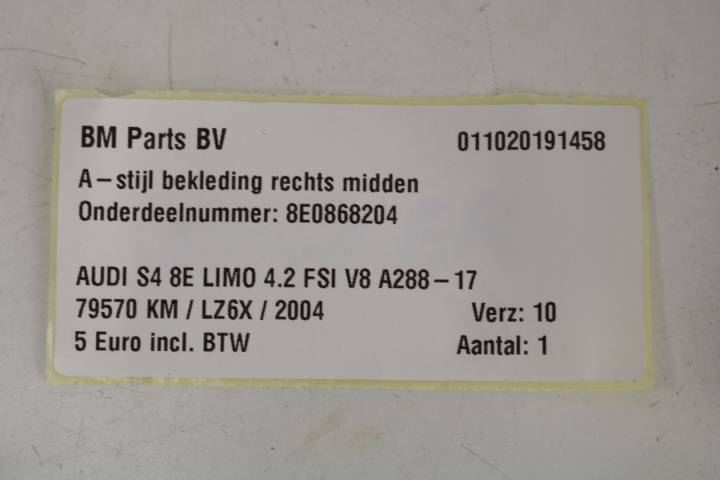 BM Parts BV 011020191458
A-stijl bekleding rechts midden
Onderdeelnummer: 8E0868204
AUDI S4 8E LIMO 4.2 FSI V8 A288-17
79570 KM / LZ6X / 2004 Verz: 10
5 Euro incl. BTW Aantal: 1